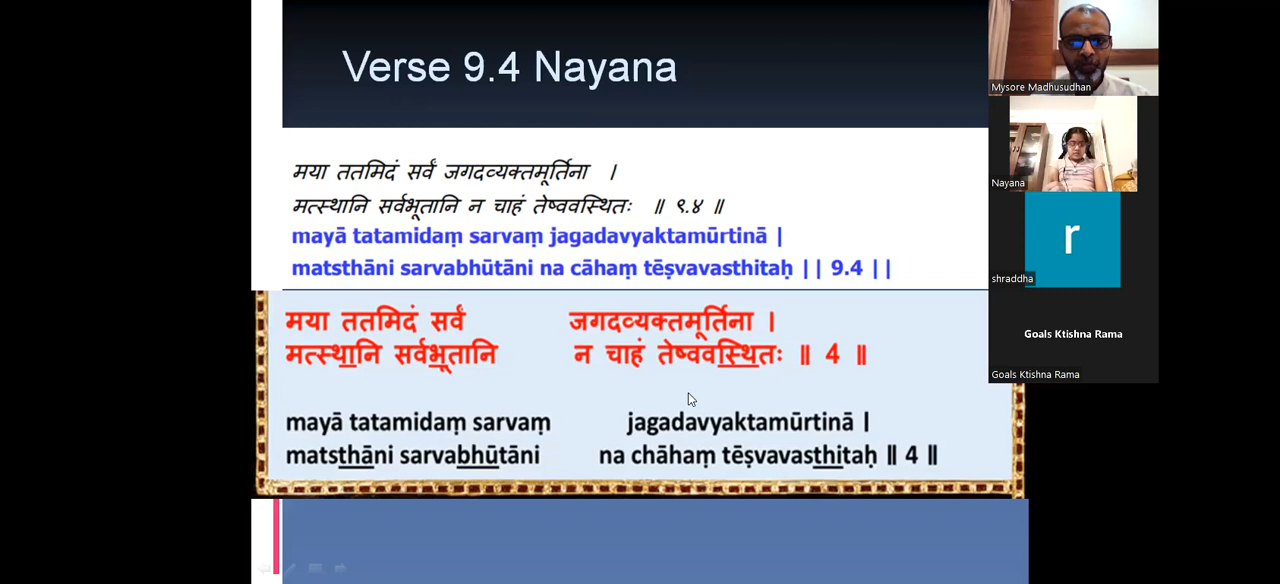 Verse 9.4 Nayana
मया ततमिदं सर्वं जगदव्यक्तमूर्तिना ।
मत्स्थानि सर्वभूतानि न चाहं तेष्ववस्थितः ॥ ९.४ ॥
mayā tatamidaṃ sarvaṃ jagadavyaktamūrtinā |
matsthāni sarvabhūtāni na cāhaṃ tēṣvavasthitaḥ || 9.4 ||
मया ततमिदं सर्वं जगदव्यक्तमूर्तिना ।
मत्स्थानि सर्वभूतानि न चाहं तेष्ववस्थितः ॥ 4 ॥
mayā tatamidaṃ sarvaṃ jagadavyaktamūrtinā |
matsthāni sarvabhūtāni na chāhaṃ tēṣvavasthitaḥ ॥ 4 ॥
Mysore Madhusudhan
Nayana
r
shraddha
Goals Ktishna Rama
Goals Ktishna Rama